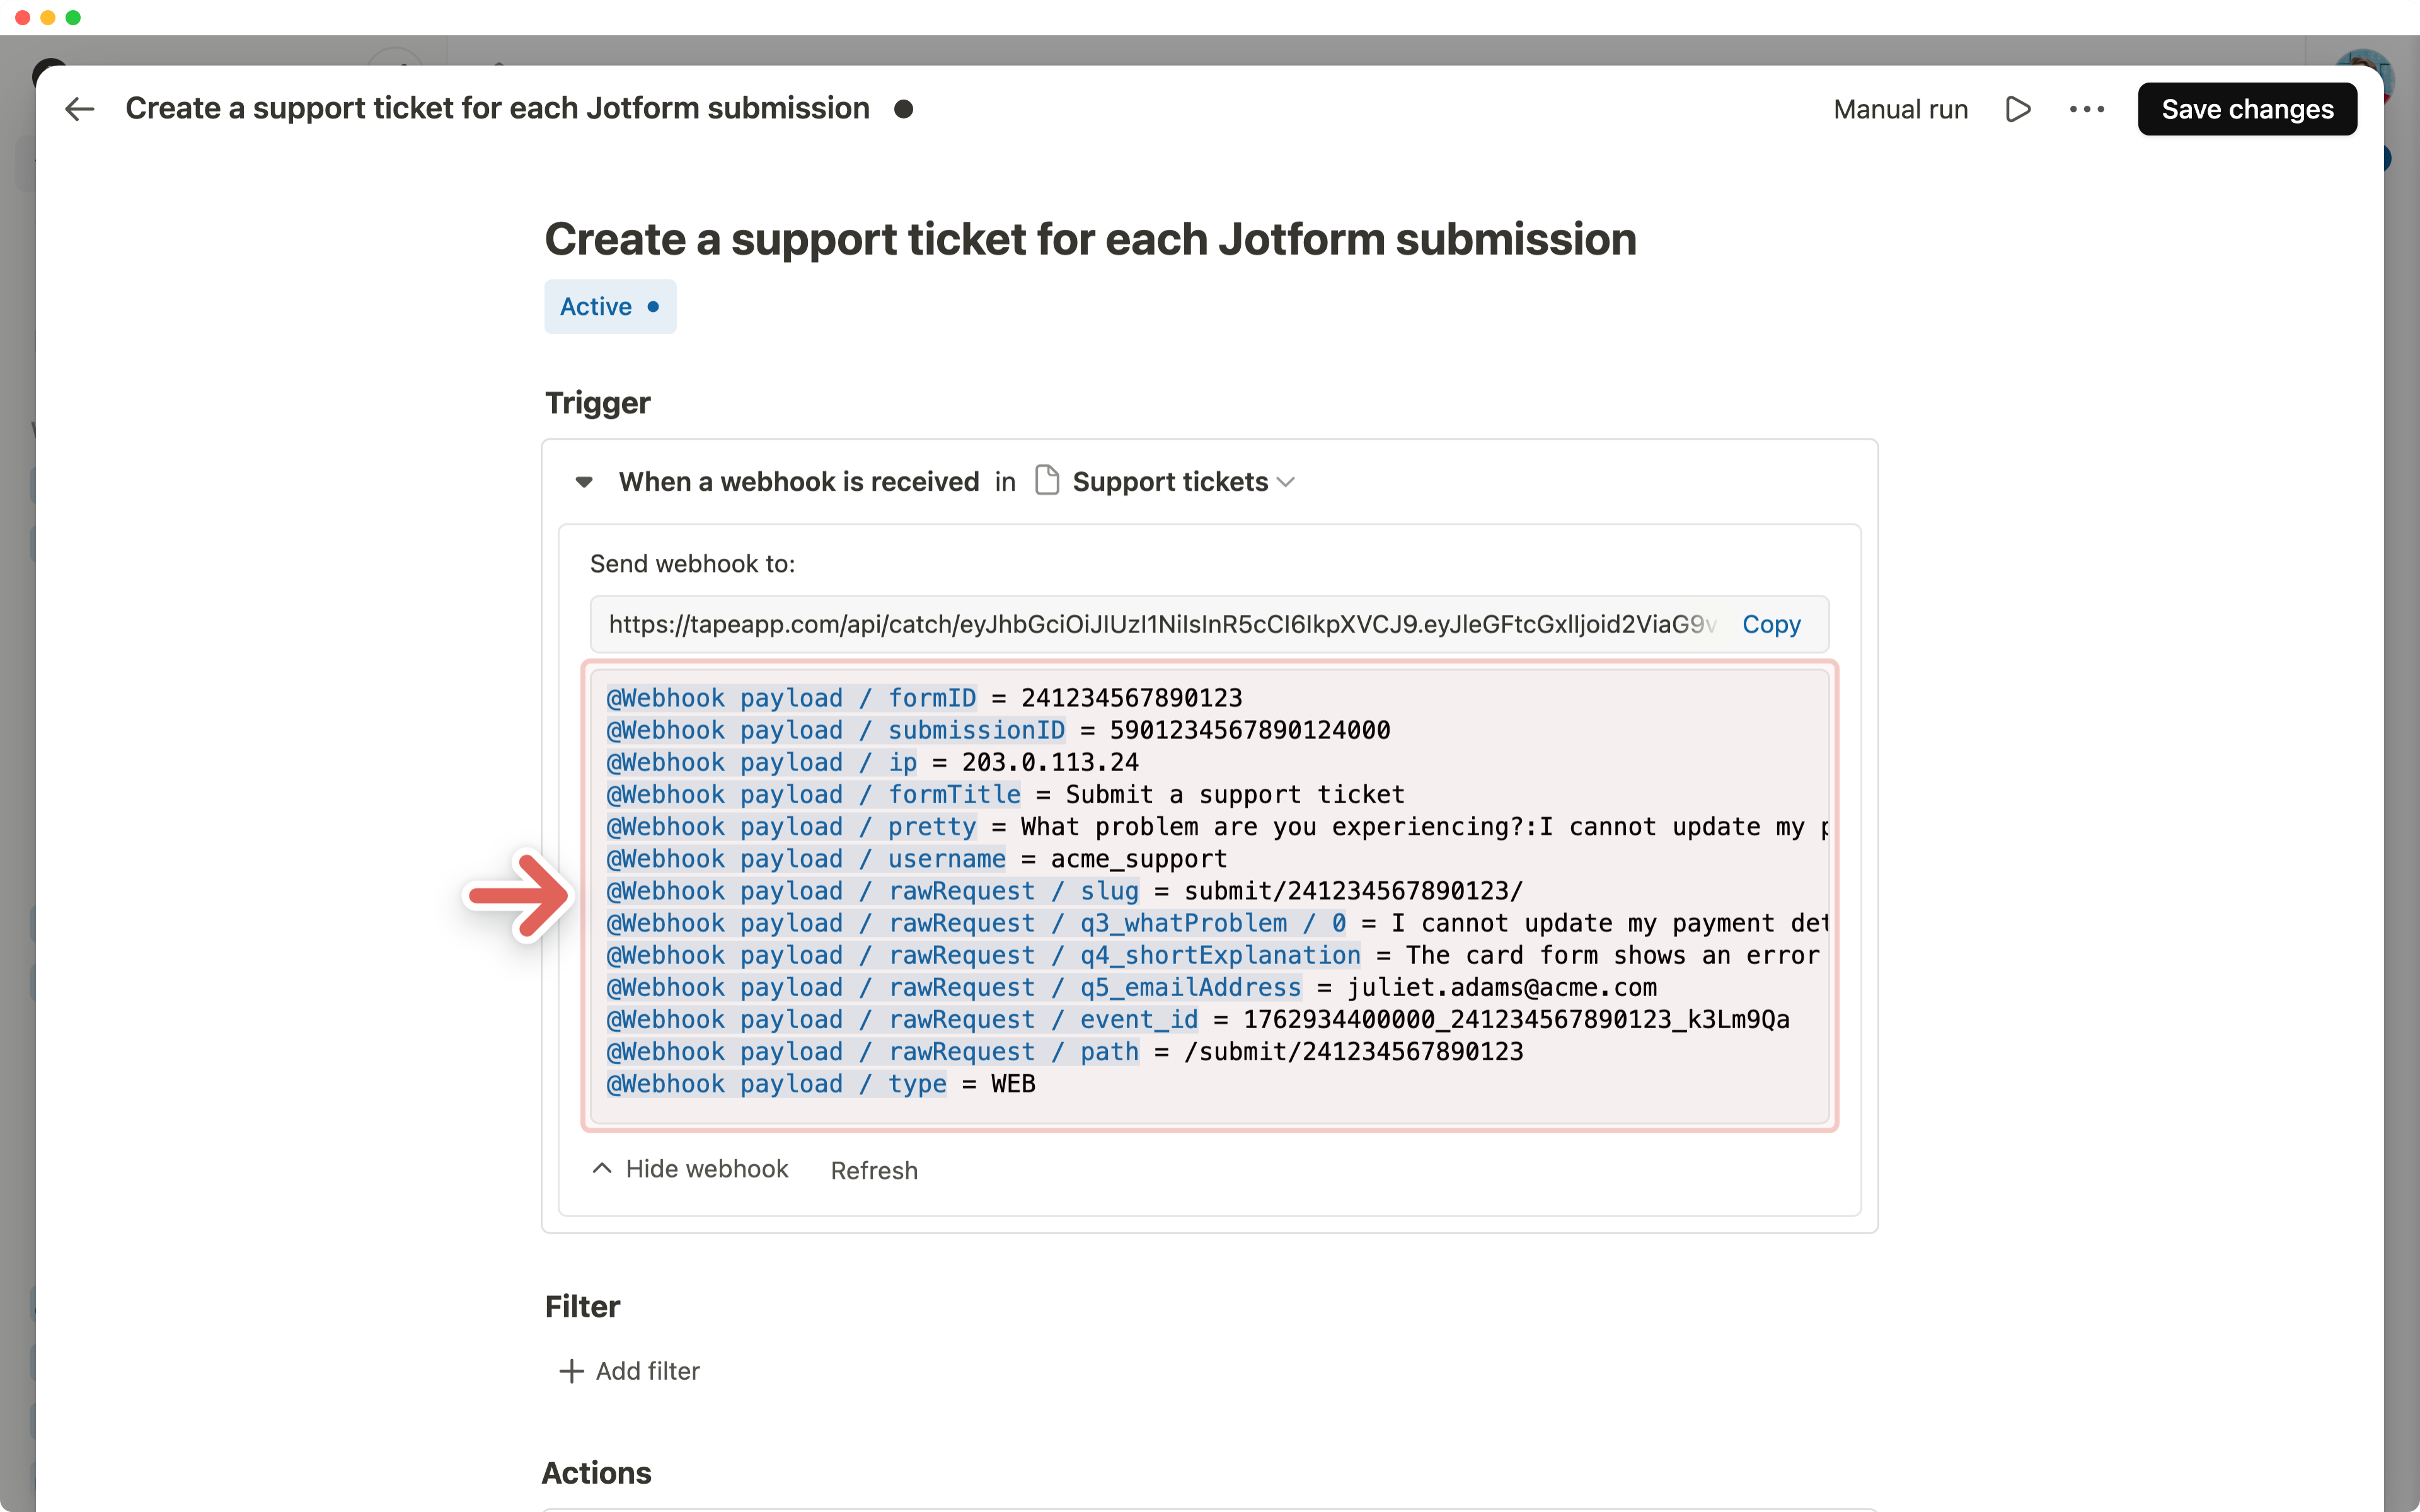 Create a support ticket for each Jotform submission
Manual run
Save changes
Create a support ticket for each Jotform submission
Active
Trigger
When a webhook is received in Support tickets
Send webhook to:
https://tapeapp.com/api/catch/eyJhbGciOiJIUzI1NiIsInR5cCI6IkpXVCJ9.eyJleGFtcGxlIjoid2ViaG9v Copy
@Webhook payload / formID = 241234567890123
@Webhook payload / submissionID = 5901234567890124000
@Webhook payload / ip = 203.0.113.24
@Webhook payload / formTitle = Submit a support ticket
@Webhook payload / pretty = What problem are you experiencing?:I cannot update my p
@Webhook payload / username = acme_support
@Webhook payload / rawRequest / slug = submit/241234567890123/
@Webhook payload / rawRequest / q3_whatProblem / 0 = I cannot update my payment det
@Webhook payload / rawRequest / q4_shortExplanation = The card form shows an error
@Webhook payload / rawRequest / q5_emailAddress = juliet.adams@acme.com
@Webhook payload / rawRequest / event_id = 1762934400000_241234567890123_k3Lm9Qa
@Webhook payload / rawRequest / path = /submit/241234567890123
@Webhook payload / type = WEB
Hide webhook
Refresh
Filter
Add filter
Actions